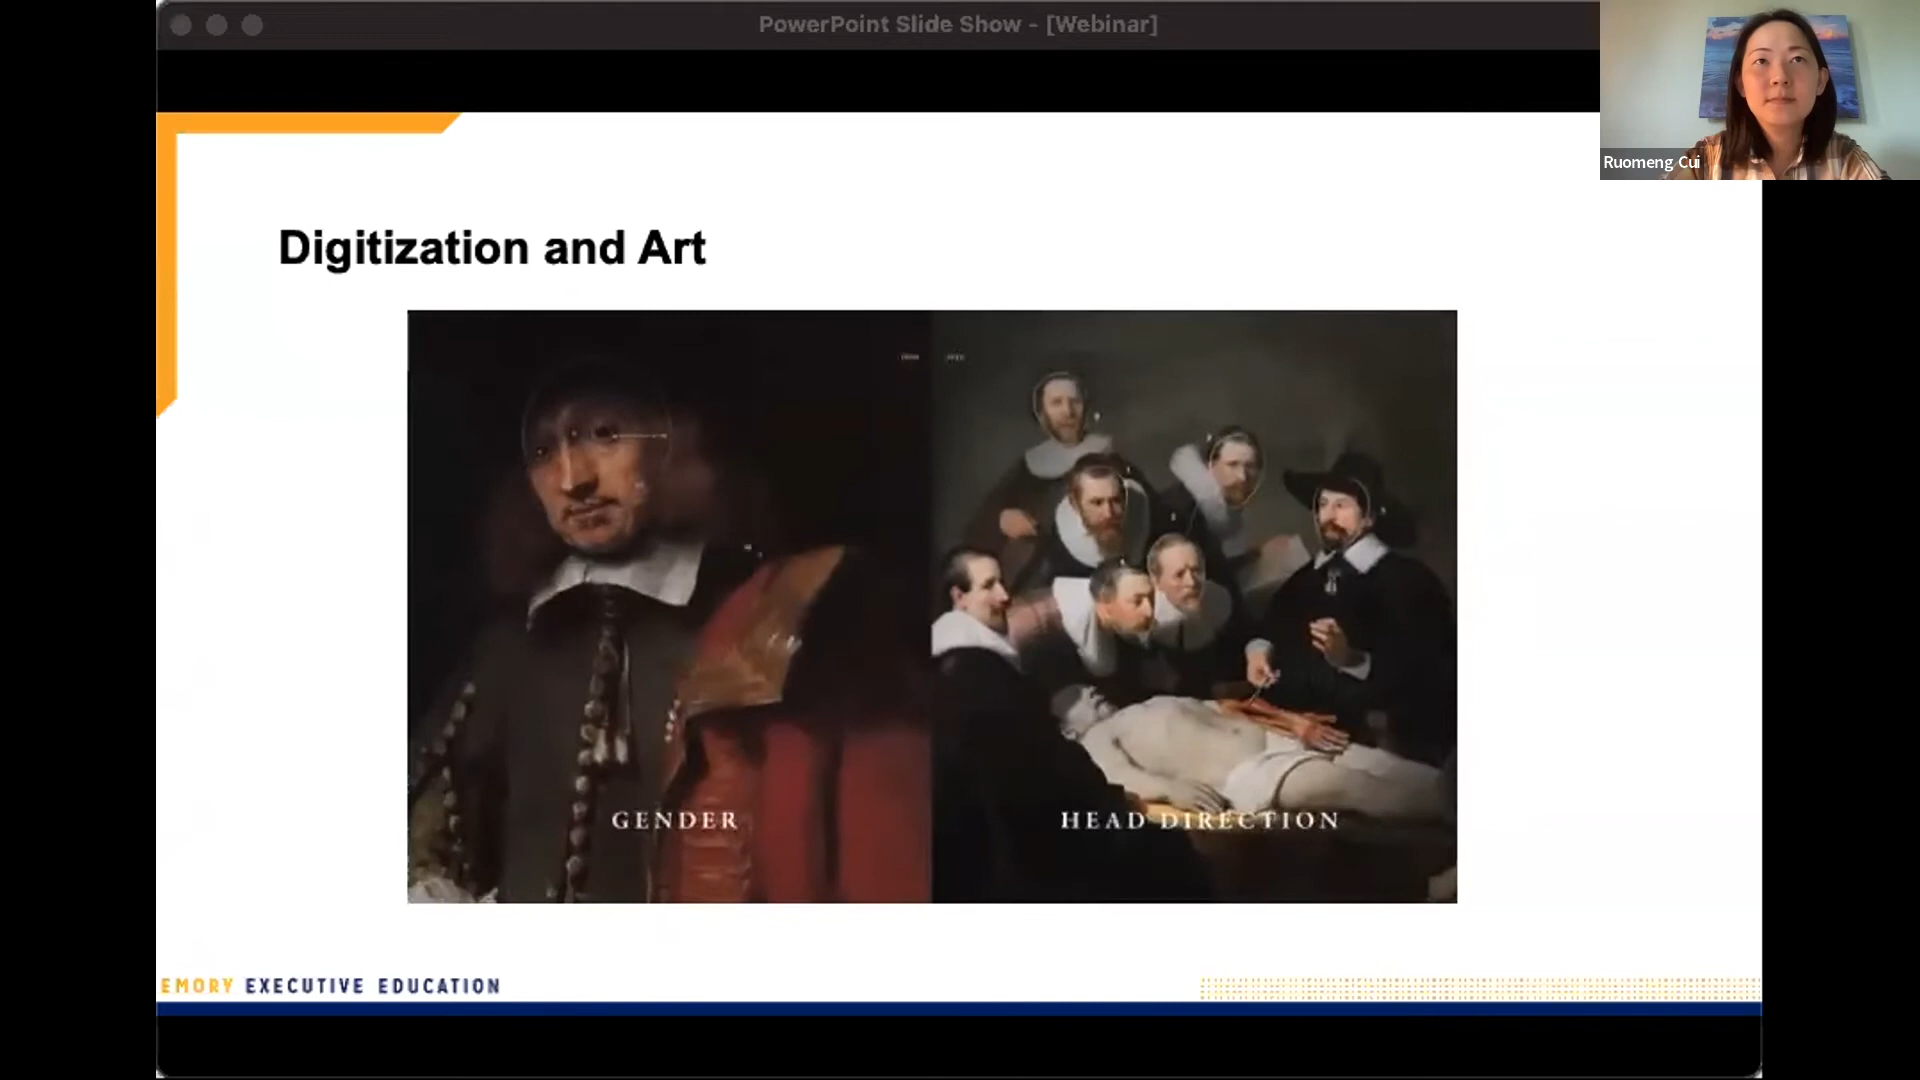 PowerPoint Slide Show - [Webinar]
Ruomeng Cui
Digitization and Art
GENDER
HEAD DIRECTION
EMORY EXECUTIVE EDUCATION